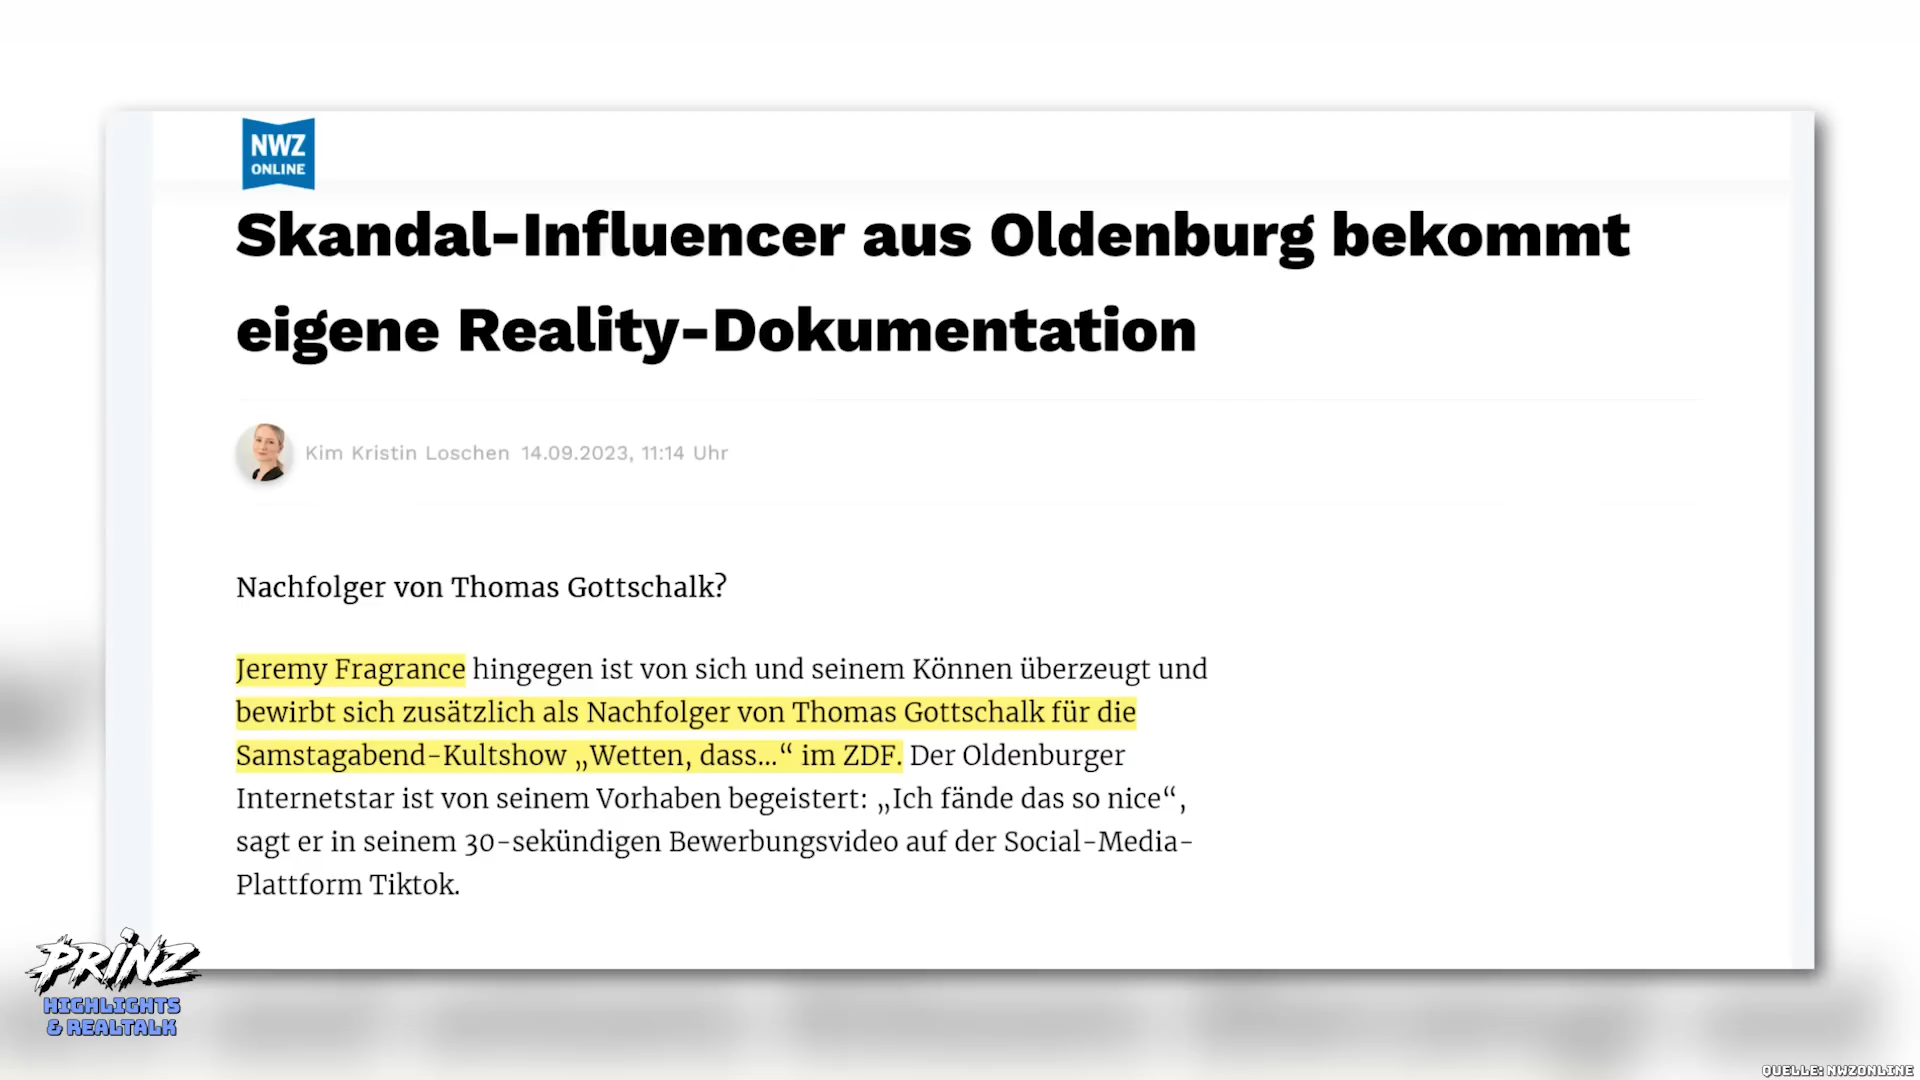 NWZ
ONLINE
Skandal-Influencer aus Oldenburg bekommt
eigene Reality-Dokumentation
Kim Kristin Loschen 14.09.2023, 11:14 Uhr
Nachfolger von Thomas Gottschalk?
Jeremy Fragrance hingegen ist von sich und seinem Können überzeugt und
bewirbt sich zusätzlich als Nachfolger von Thomas Gottschalk für die
Samstagabend-Kultshow „Wetten, dass...“ im ZDF. Der Oldenburger
Internetstar ist von seinem Vorhaben begeistert: „Ich fände das so nice“,
sagt er in seinem 30-sekündigen Bewerbungsvideo auf der Social-Media-
Plattform Tiktok.
PRINZ
HIGHLIGHTS
& REALTALK
QUELLE: NWZONLINE